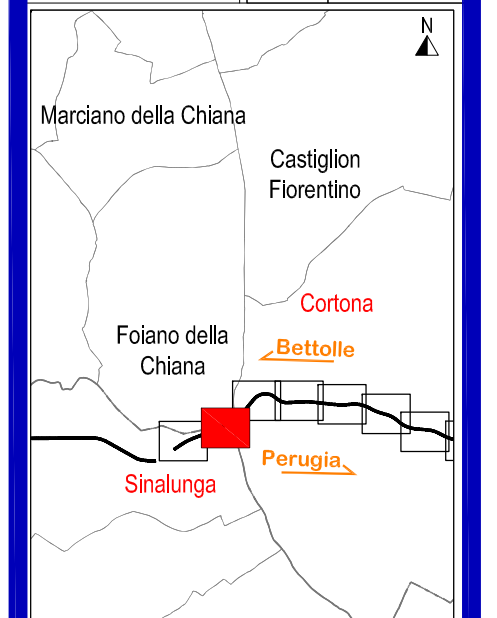 N
Marciano della Chiana
Castiglion
Fiorentino
Cortona
Foiano della
Chiana
Bettolle
Perugia
Sinalunga